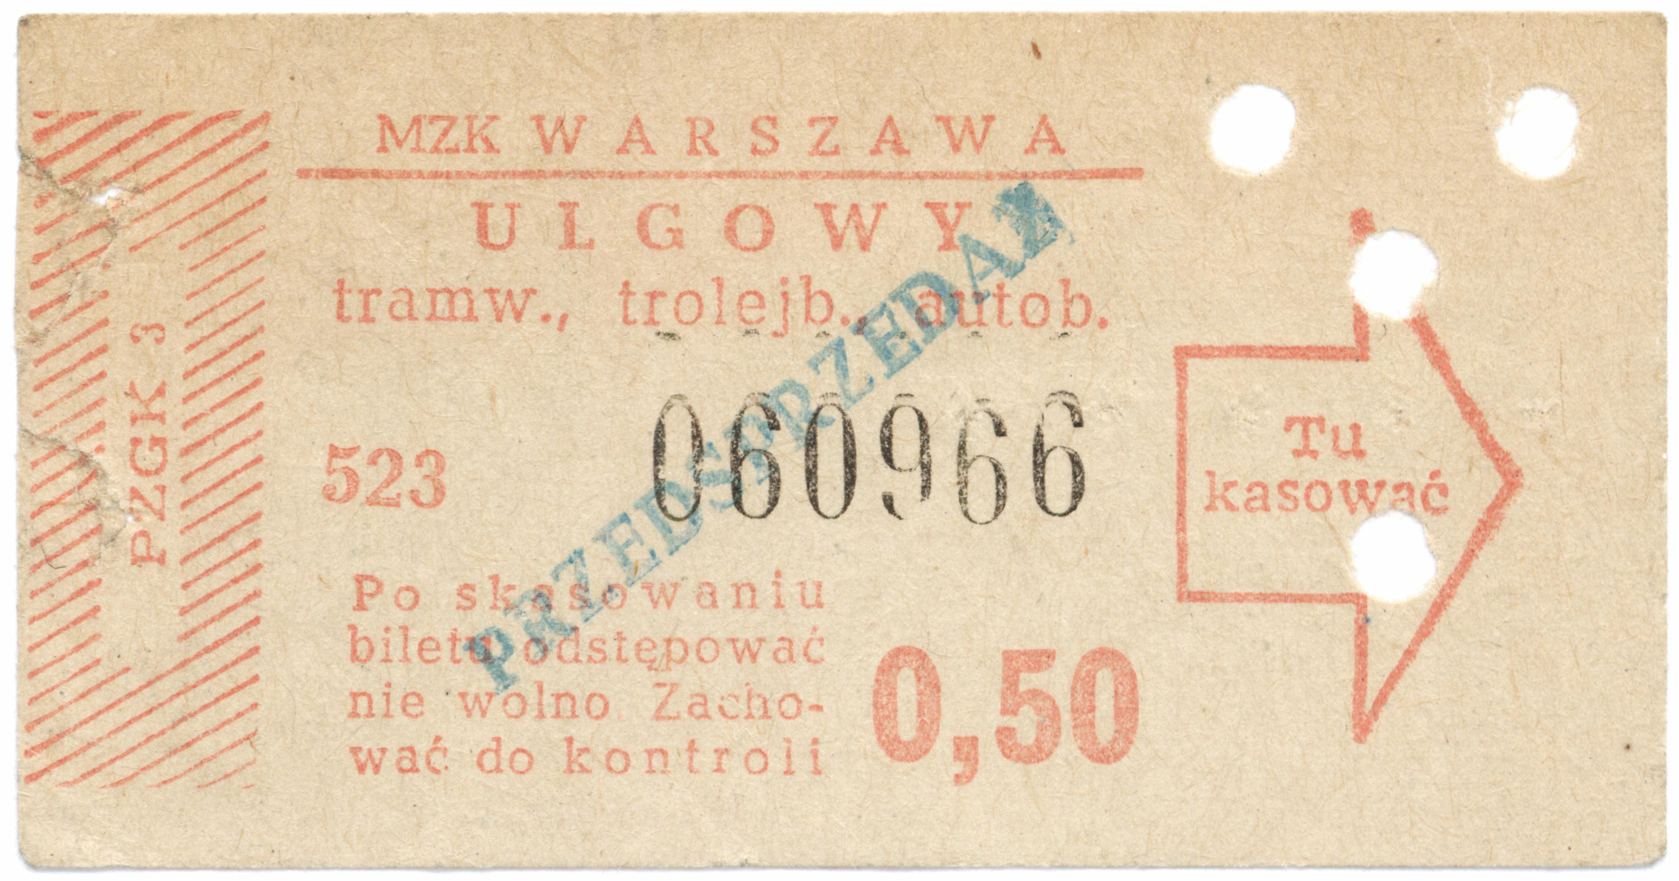 MZK WARSZAWA
ULGOWY
tramw., trolejb., autob.
PRZEDSPRZEDAŻ
PZGK 3
523
060966
Tu
kasować
Po skasowaniu
biletu odstępować
nie wolno. Zacho-
wać do kontroli
0,50